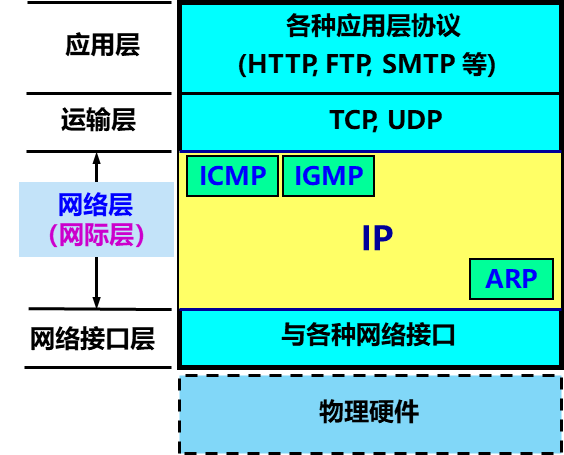 应用层
各种应用层协议
(HTTP, FTP, SMTP 等)
运输层
TCP, UDP
网络层
(网际层)
ICMP
IGMP
IP
ARP
网络接口层
与各种网络接口
物理硬件